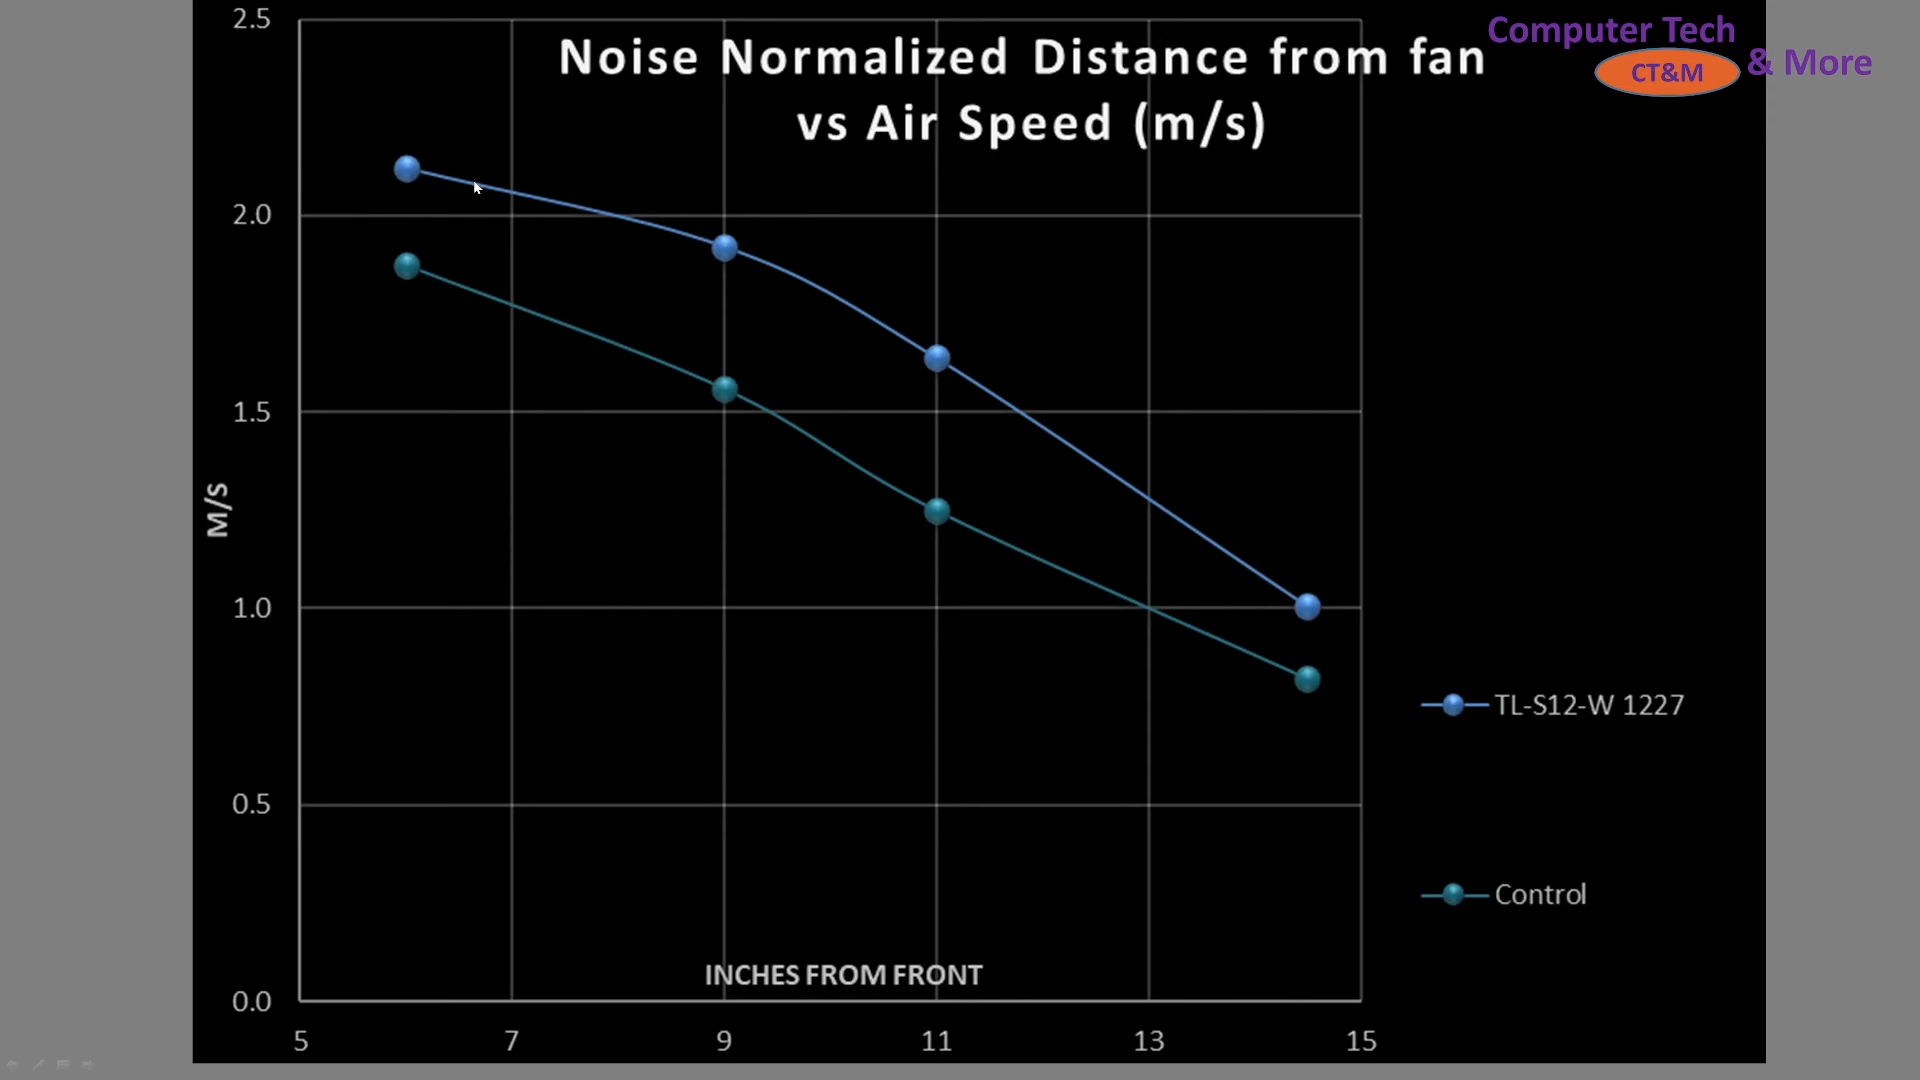 Noise Normalized Distance from fan
vs Air Speed (m/s)
Computer Tech
CT&M
& More
2.5
2.0
1.5
1.0
0.5
0.0
M/S
INCHES FROM FRONT
5 7 9 11 13 15
TL-S12-W 1227
Control